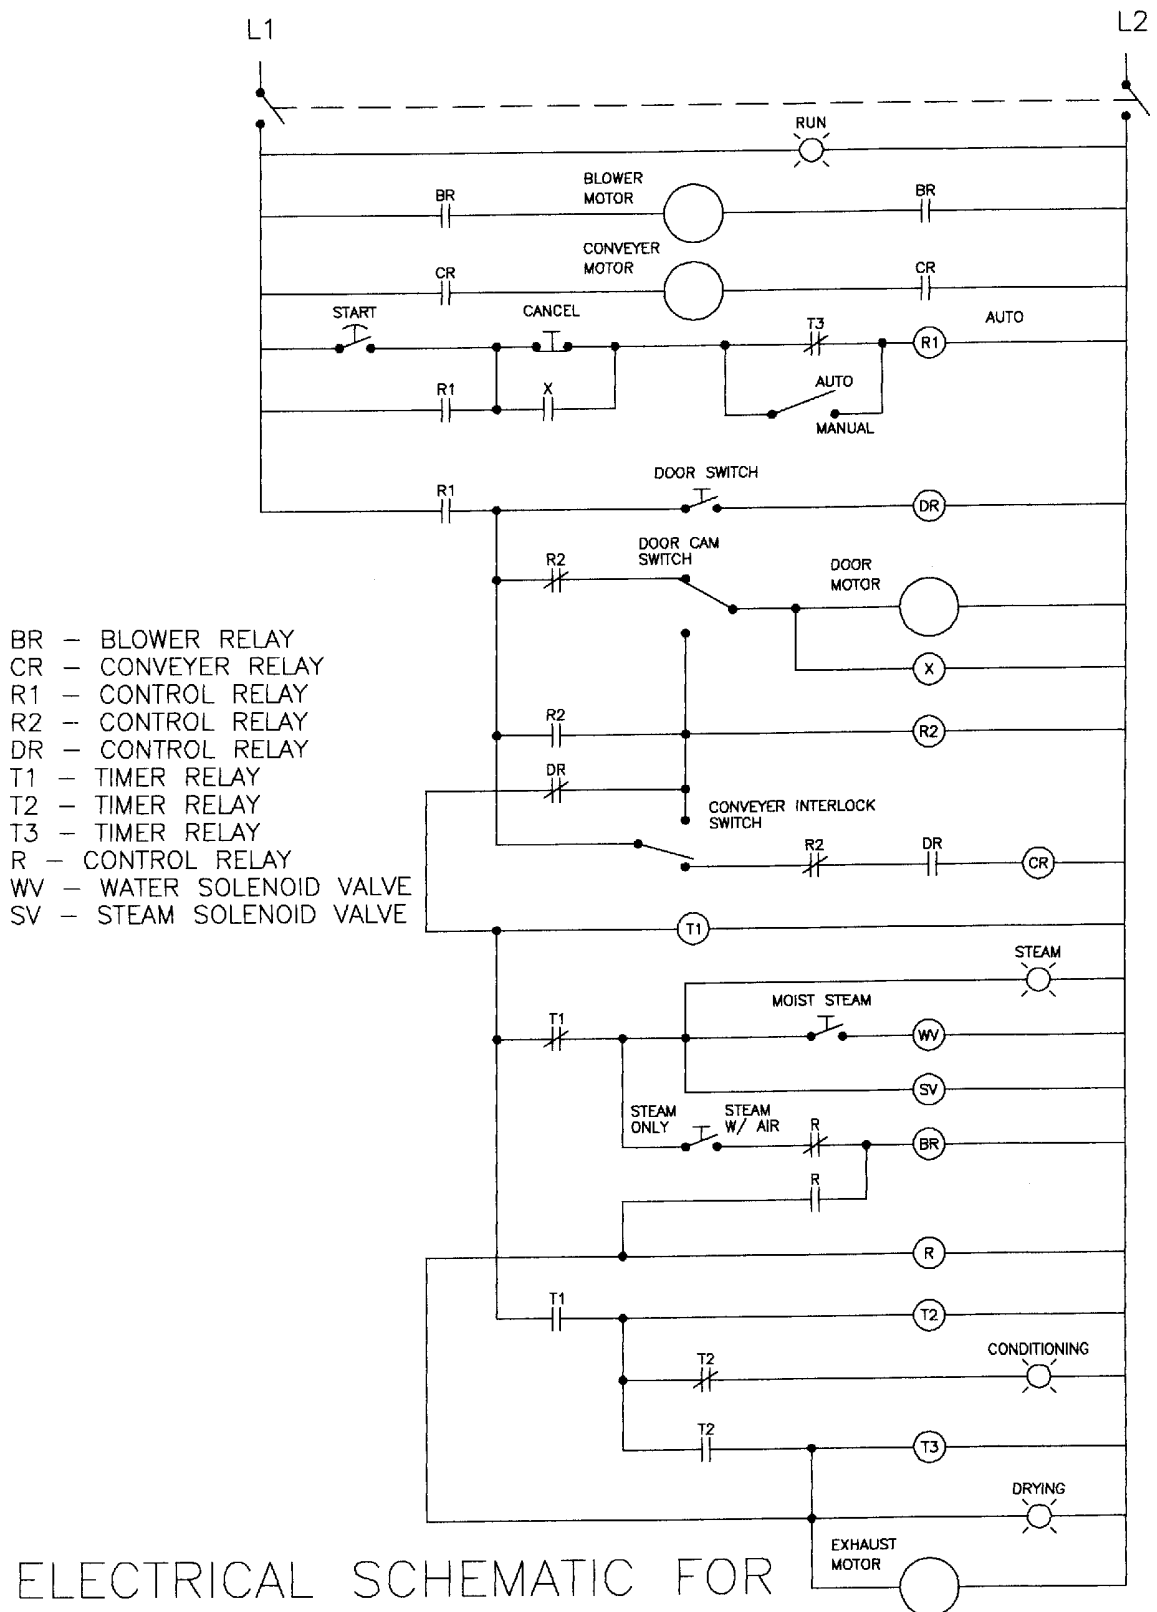 L1
L2
RUN
BLOWER
MOTOR
BR
BR
CONVEYER
MOTOR
CR
CR
START
CANCEL
T3
R1
AUTO
R1
X
AUTO
MANUAL
R1
DOOR SWITCH
DR
R2
DOOR CAM
SWITCH
DOOR
MOTOR
X
R2
R2
DR
CONVEYER INTERLOCK
SWITCH
R2
DR
CR
BR – BLOWER RELAY
CR – CONVEYER RELAY
R1 – CONTROL RELAY
R2 – CONTROL RELAY
DR – CONTROL RELAY
T1 – TIMER RELAY
T2 – TIMER RELAY
T3 – TIMER RELAY
R – CONTROL RELAY
WV – WATER SOLENOID VALVE
SV – STEAM SOLENOID VALVE
T1
STEAM
T1
MOIST STEAM
WV
SV
STEAM
ONLY
STEAM
W/ AIR
R
BR
R
R
T1
T2
T2
CONDITIONING
T2
T3
DRYING
EXHAUST
MOTOR
ELECTRICAL SCHEMATIC FOR